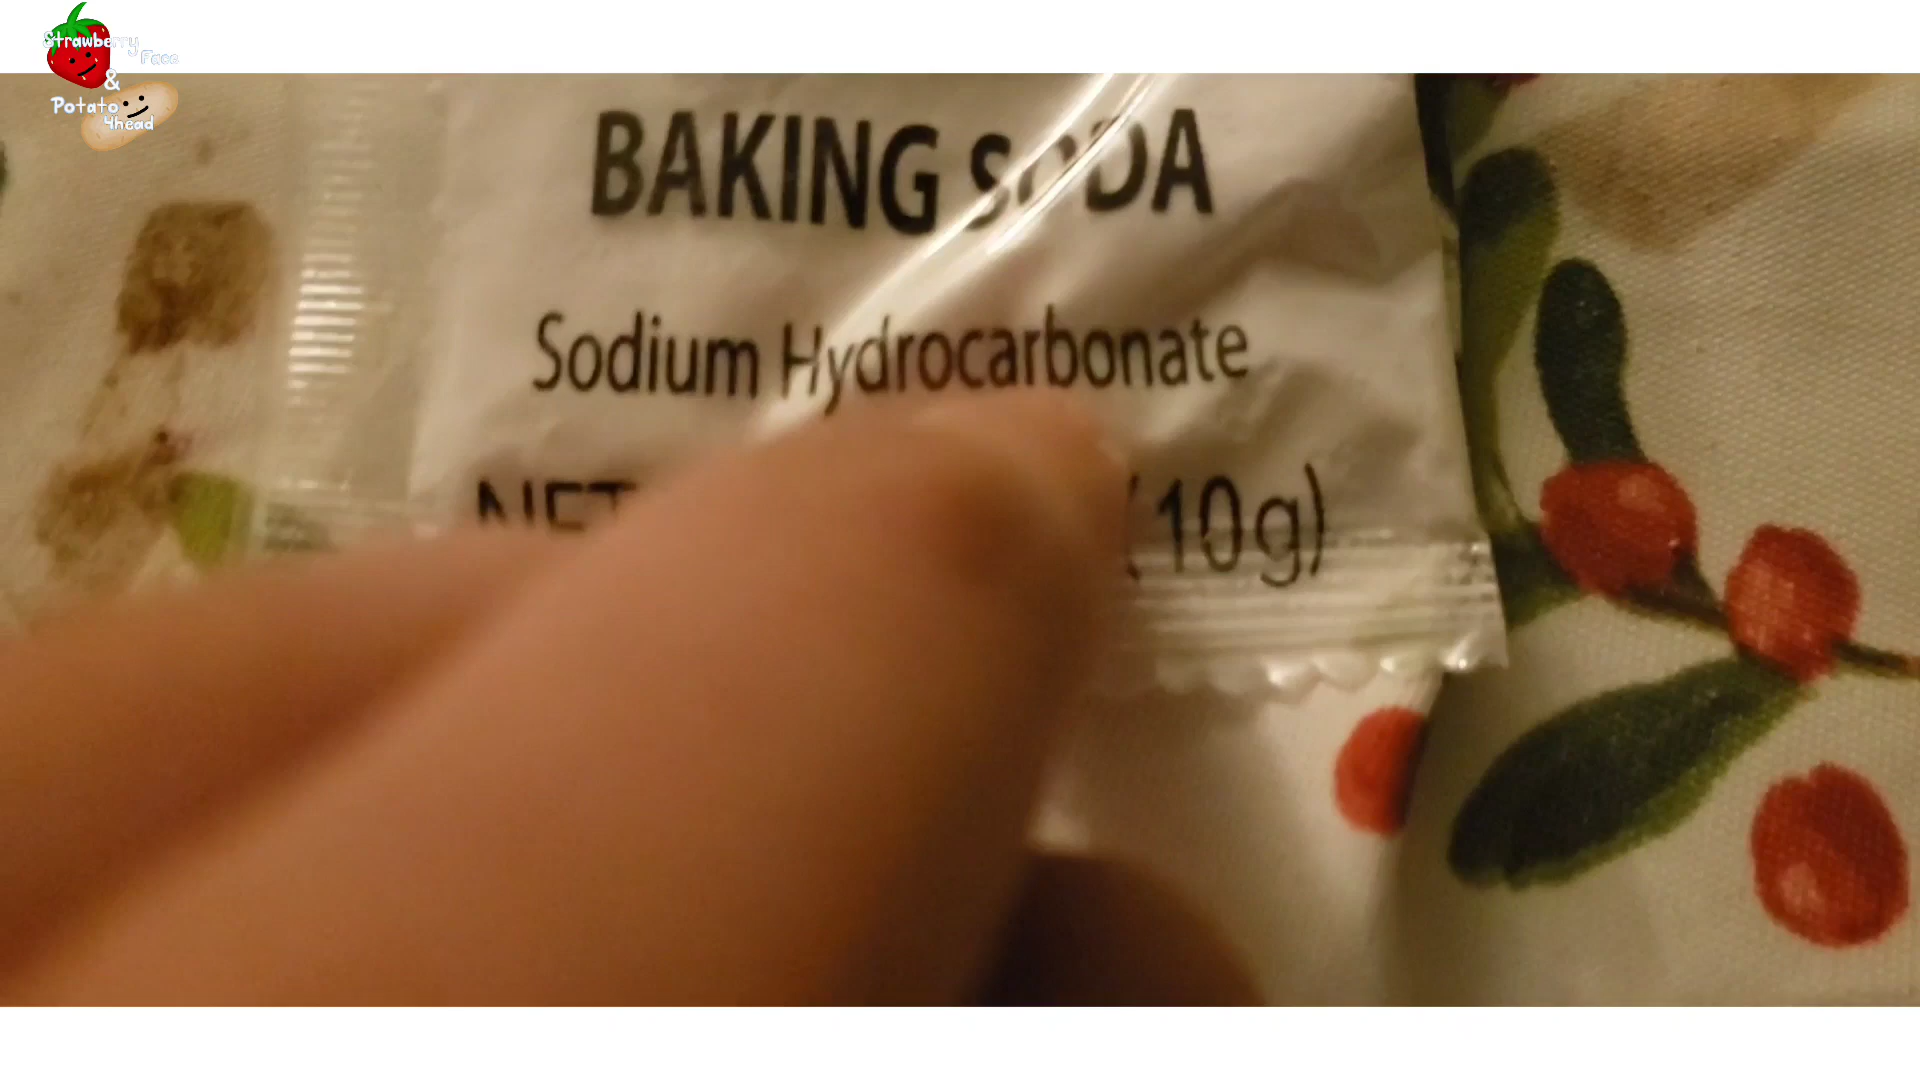 Strawberry
Face
&
Potato
4head
BAKING SODA
Sodium Hydrocarbonate
NET (10g)